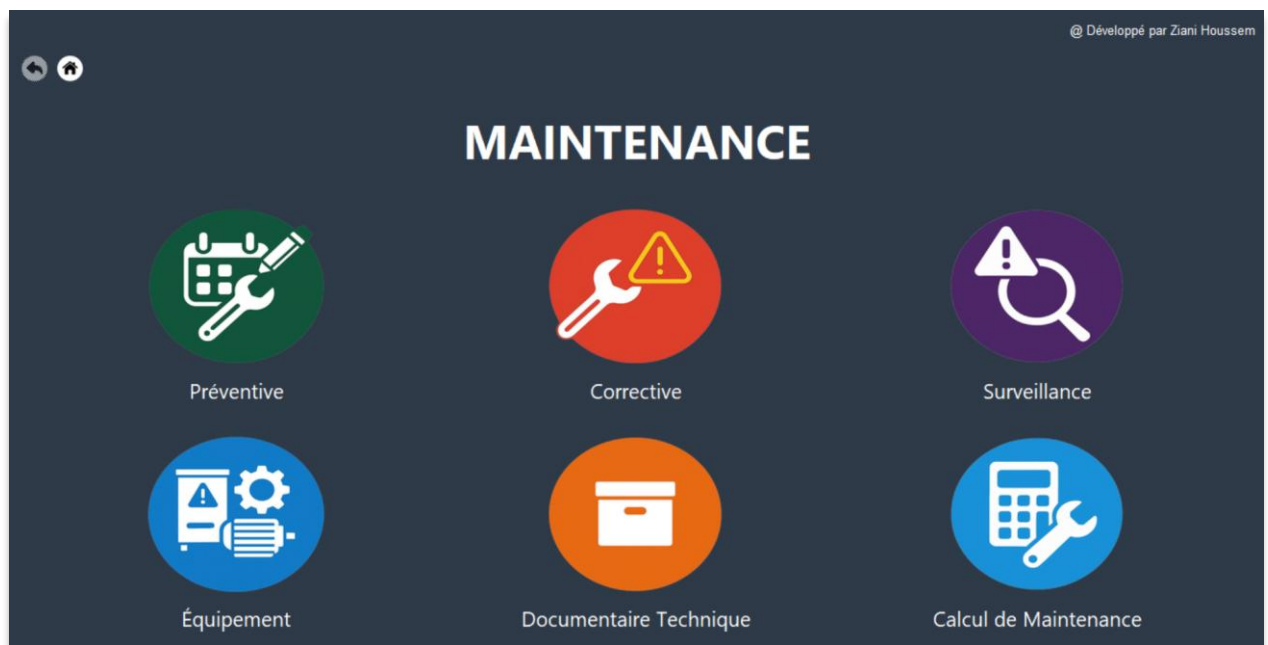 @ Développé par Ziani Houssem
MAINTENANCE
Préventive
Corrective
Surveillance
Équipement
Documentaire Technique
Calcul de Maintenance